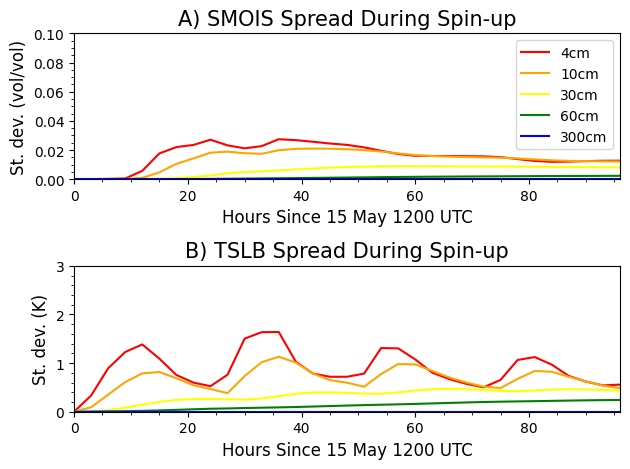 A) SMOIS Spread During Spin-up
St. dev. (vol/vol)
0.10
0.08
0.06
0.04
0.02
0.00
4cm
10cm
30cm
60cm
300cm
0 20 40 60 80
Hours Since 15 May 1200 UTC
B) TSLB Spread During Spin-up
St. dev. (K)
3
2
1
0
0 20 40 60 80
Hours Since 15 May 1200 UTC